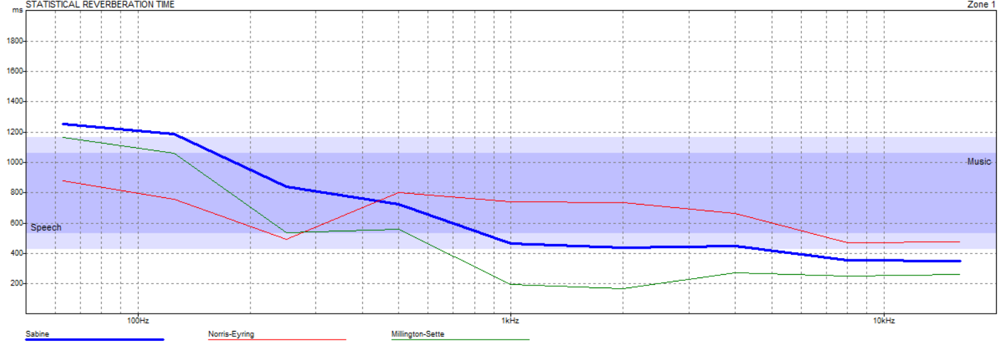 STATISTICAL REVERBERATION TIME
Zone 1
ms
1800
1600
1400
1200
1000
Music
800
600
Speech
400
200
100Hz
1kHz
10kHz
Sabine
Norris-Eyring
Millington-Sette